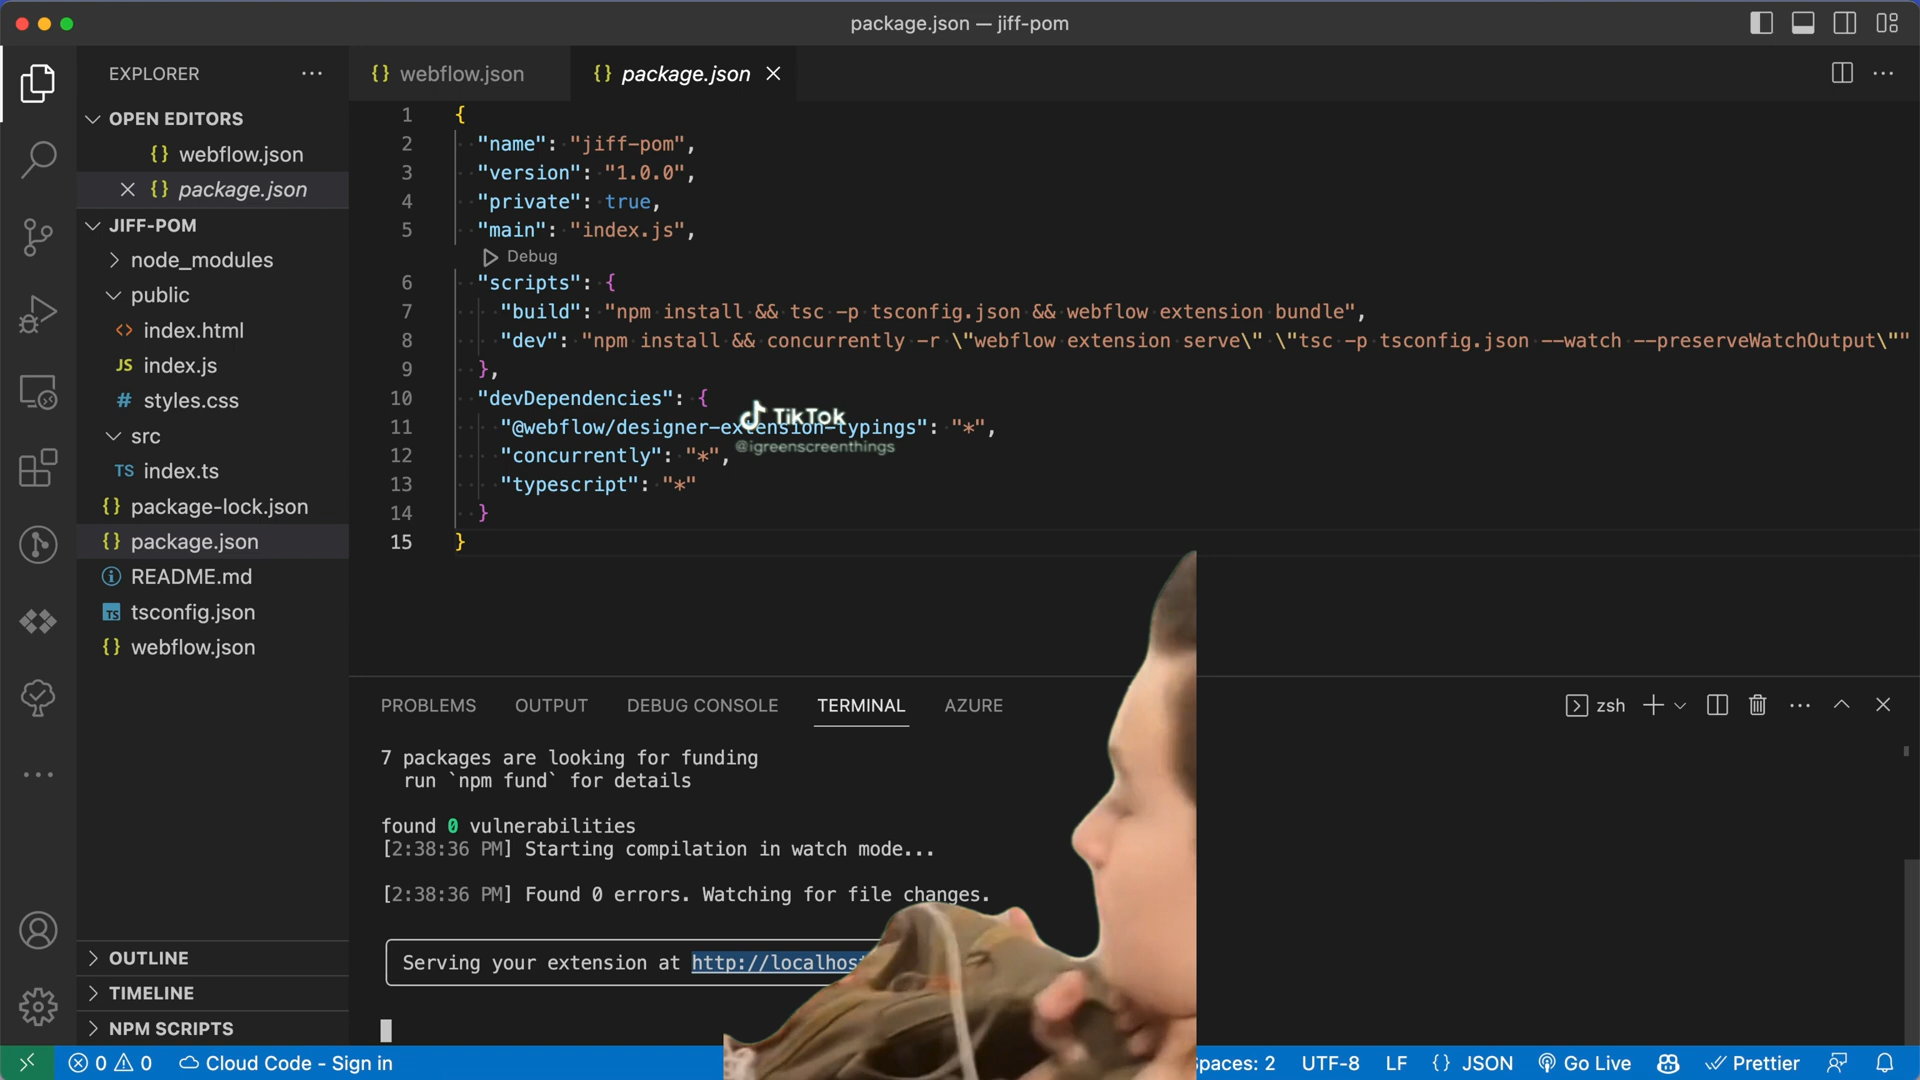 package.json — jiff-pom
EXPLORER
webflow.json
package.json
OPEN EDITORS
webflow.json
package.json
JIFF-POM
node_modules
public
index.html
JS index.js
# styles.css
src
TS index.ts
package-lock.json
package.json
README.md
TS tsconfig.json
webflow.json
OUTLINE
TIMELINE
NPM SCRIPTS
1 {
2 "name": "jiff-pom",
3 "version": "1.0.0",
4 "private": true,
5 "main": "index.js",
Debug
6 "scripts": {
7 "build": "npm install && tsc -p tsconfig.json && webflow extension bundle",
8 "dev": "npm install && concurrently -r \"webflow extension serve\" \"tsc -p tsconfig.json --watch --preserveWatchOutput\""
9 },
10 "devDependencies": {
11 "@webflow/designer-extension-typings": "*",
12 "concurrently": "*",
13 "typescript": "*"
14 }
15 }
TikTok
@igreenscreenthings
PROBLEMS OUTPUT DEBUG CONSOLE TERMINAL AZURE
zsh
7 packages are looking for funding
run `npm fund` for details
found 0 vulnerabilities
[2:38:36 PM] Starting compilation in watch mode...
[2:38:36 PM] Found 0 errors. Watching for file changes.
Serving your extension at http://localhost
0 0 Cloud Code - Sign in
Spaces: 2 UTF-8 LF {} JSON Go Live Prettier